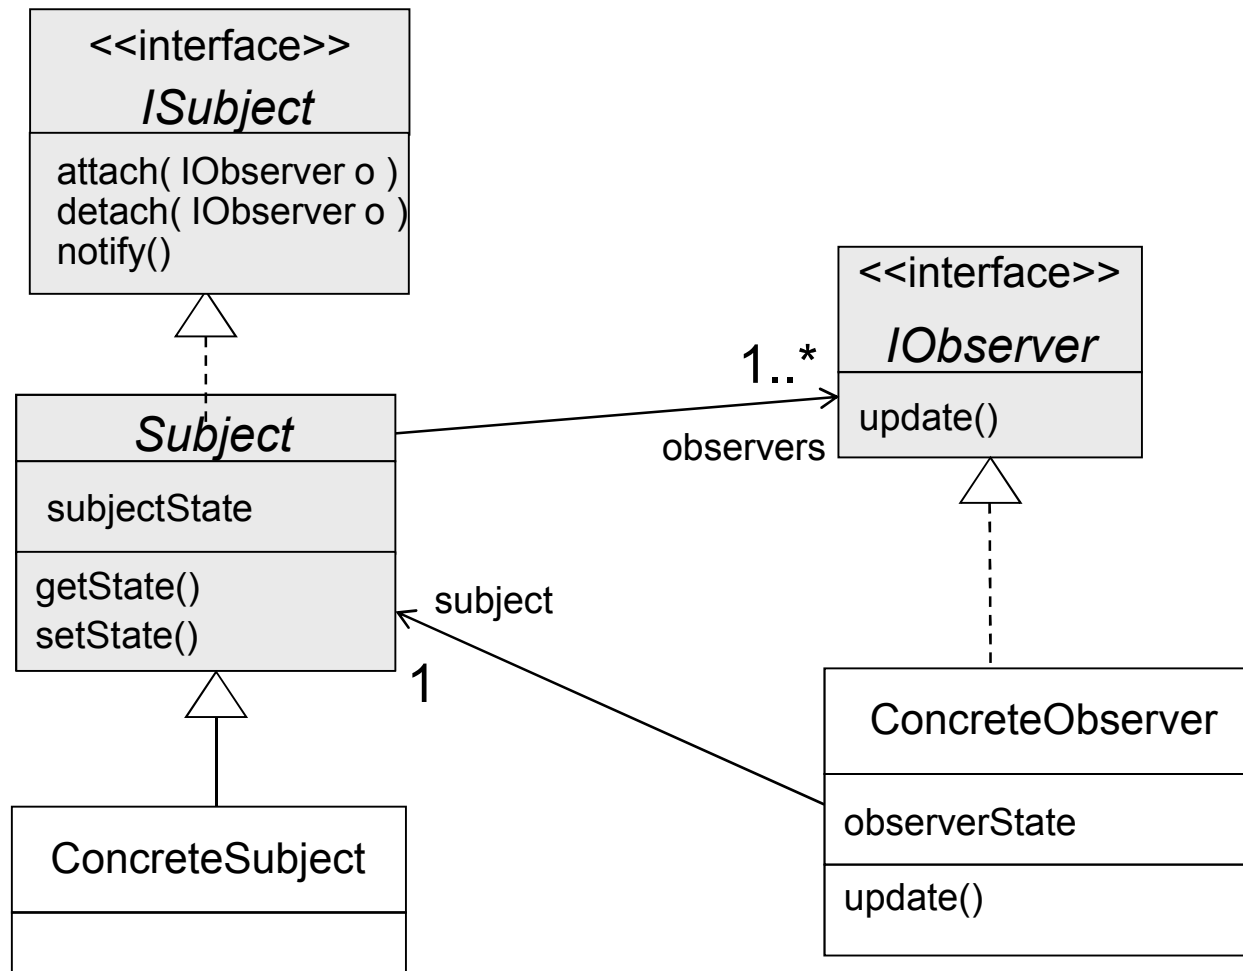 <<interface>>
ISubject
attach( IObserver o )
detach( IObserver o )
notify()
<<interface>>
IObserver
update()
1..*
observers
Subject
subjectState
getState()
setState()
subject
1
ConcreteObserver
observerState
update()
ConcreteSubject